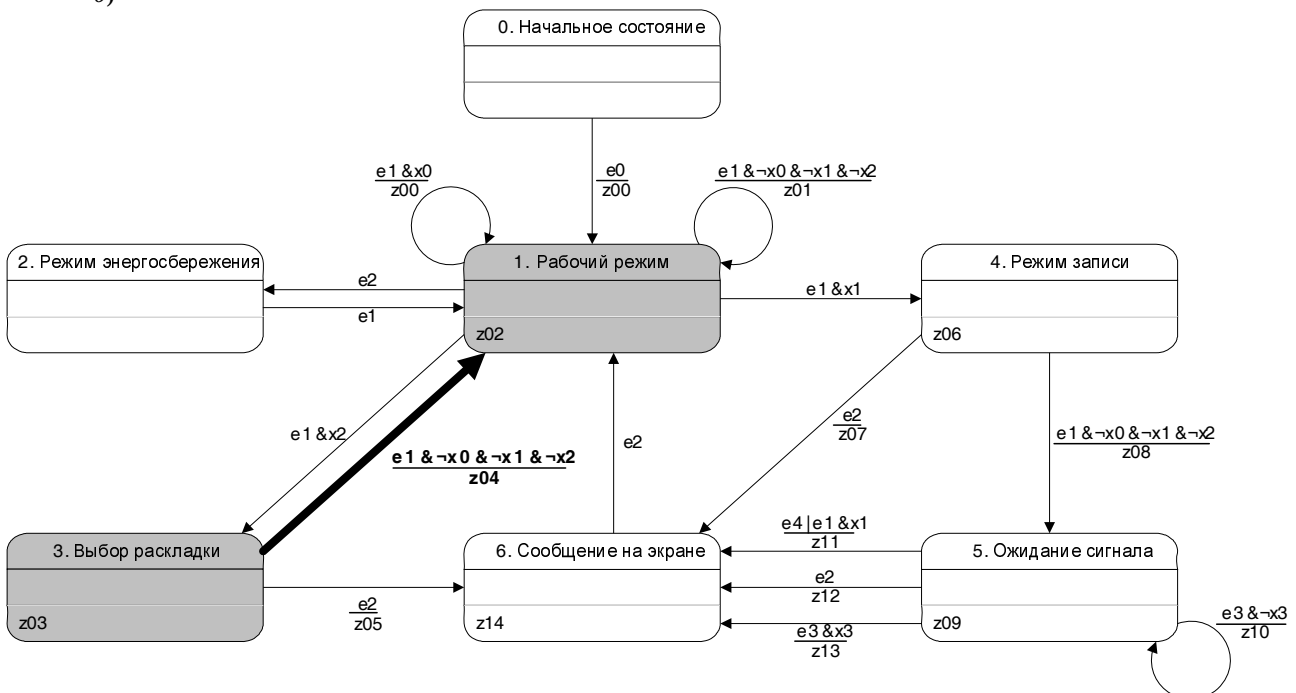 0. Начальное состояние
e1&x0
z00
e0
z00
e1&¬x0&¬x1&¬x2
z01
2. Режим энергосбережения
1. Рабочий режим
4. Режим записи
e2
e1
e1&x1
z02
z06
e1&x2
e1&¬x0&¬x1&¬x2
z04
e2
e2
z07
e1&¬x0&¬x1&¬x2
z08
3. Выбор раскладки
6. Сообщение на экране
5. Ожидание сигнала
e4|e1&x1
z11
e2
z12
e3&x3
z13
e2
z05
z03
z14
z09
e3&¬x3
z10